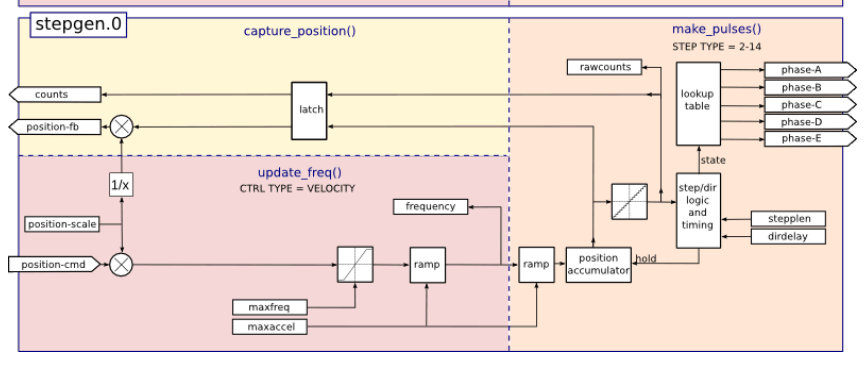 stepgen.0
capture_position()
make_pulses()
STEP TYPE = 2-14
rawcounts
phase-A
phase-B
phase-C
phase-D
phase-E
counts
latch
lookup
table
position-fb
state
update_freq()
CTRL TYPE = VELOCITY
1/x
step/dir
logic
and
timing
frequency
position-scale
stepplen
dirdelay
position-cmd
ramp
ramp
position
accumulator
hold
maxfreq
maxaccel